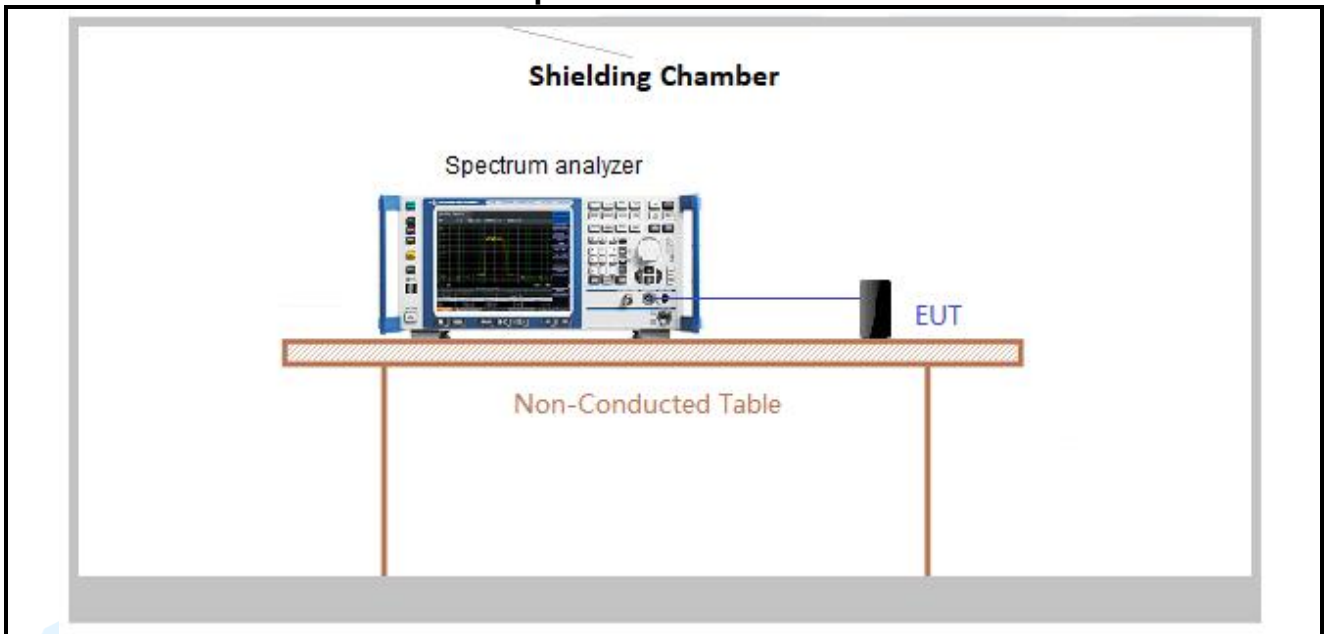 Shielding Chamber
Spectrum analyzer
EUT
Non-Conducted Table